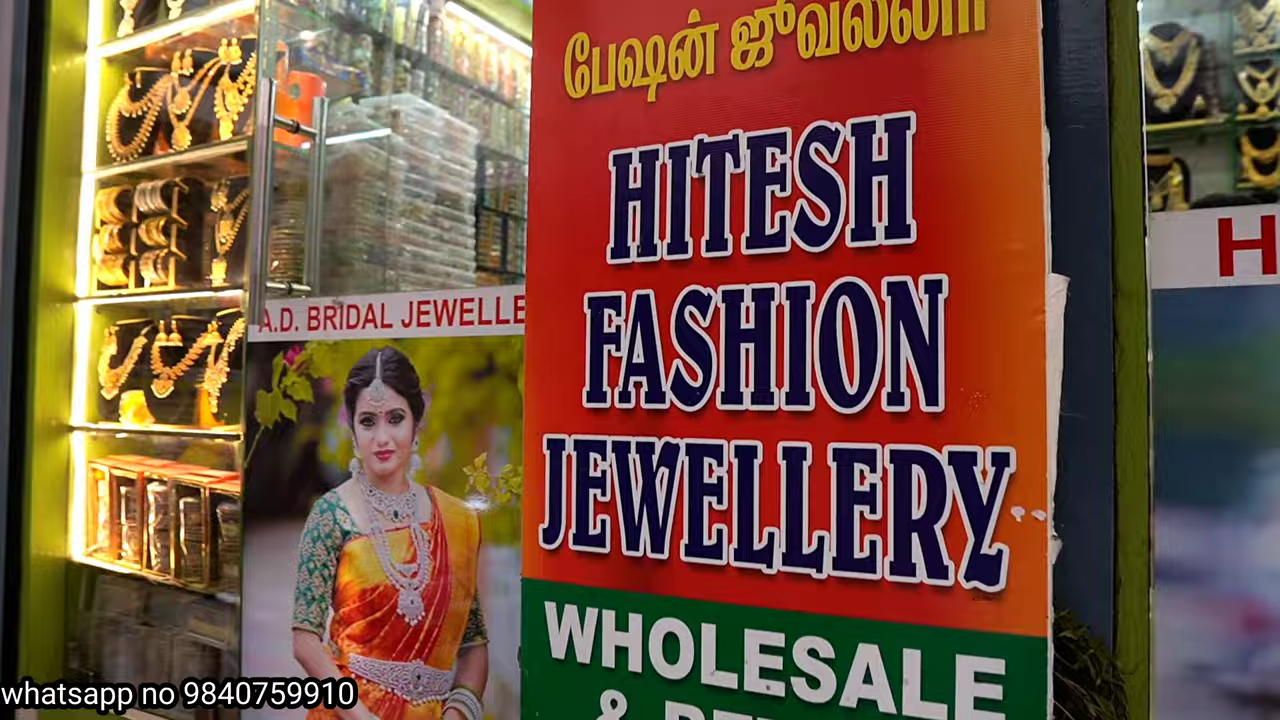 பேஷன் ஜுவல்லரி
HITESH
FASHION
JEWELLERY
WHOLESALE
&
A.D. BRIDAL JEWELLE
H
whatsapp no 9840759910